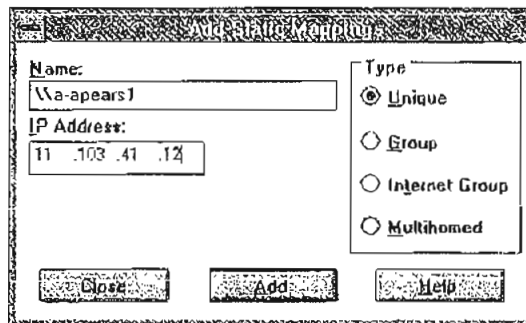 Add Static Mappings
Name:
\\a-apears1
IP Address:
11 .103 .41 .12
Type
Unique
Group
Internet Group
Multihomed
Close
Add
Help